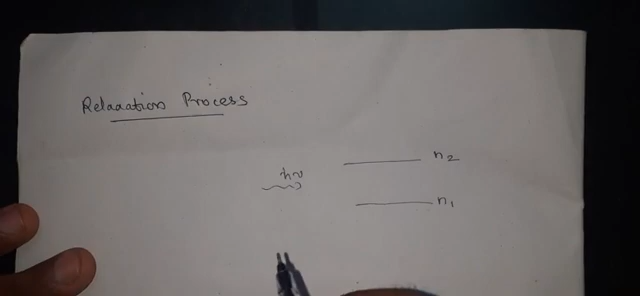 Relaxation Process
n₂
hν
n₁